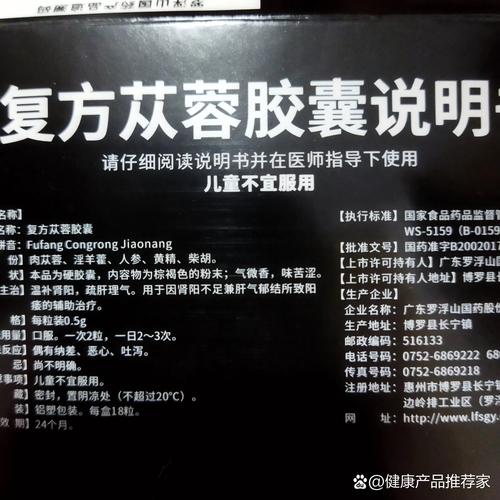 复方苁蓉胶囊说明书
请仔细阅读说明书并在医师指导下使用
儿童不宜服用
名称】
名称：复方苁蓉胶囊
拼音：Fufang Congrong Jiaonang
份】肉苁蓉、淫羊藿、人参、黄精、柴胡。
状】本品为硬胶囊，内容物为棕褐色的粉末；气微香，味苦涩。
主治】温补肾阳，疏肝理气。用于因肾阳不足兼肝气郁结所致阳
痿的辅助治疗。
格】每粒装0.5g
用量】口服。一次2粒，一日2～3次。
反应】偶有纳差、恶心、吐泻。
忌】尚不明确。
事项】儿童不宜服用。
藏】密封，置阴凉处（不超过20℃）。
装】铝塑包装。每盒18粒。
效期】24个月。
【执行标准】国家食品药品监督管
WS-5159（B-0159
【批准文号】国药准字B2002017
【上市许可持有人】广东罗浮山国
【上市许可持有人地址】博罗县长
【生产企业】
企业名称：广东罗浮山国药股份
生产地址：博罗县长宁镇
邮政编码：516133
电话号码：0752-6869222 686
传真号码：0752-6869218
注册地址：惠州市博罗县长宁镇
边岭排工业区（罗浮
网 址：http://www.lfsgy.
@健康产品推荐家